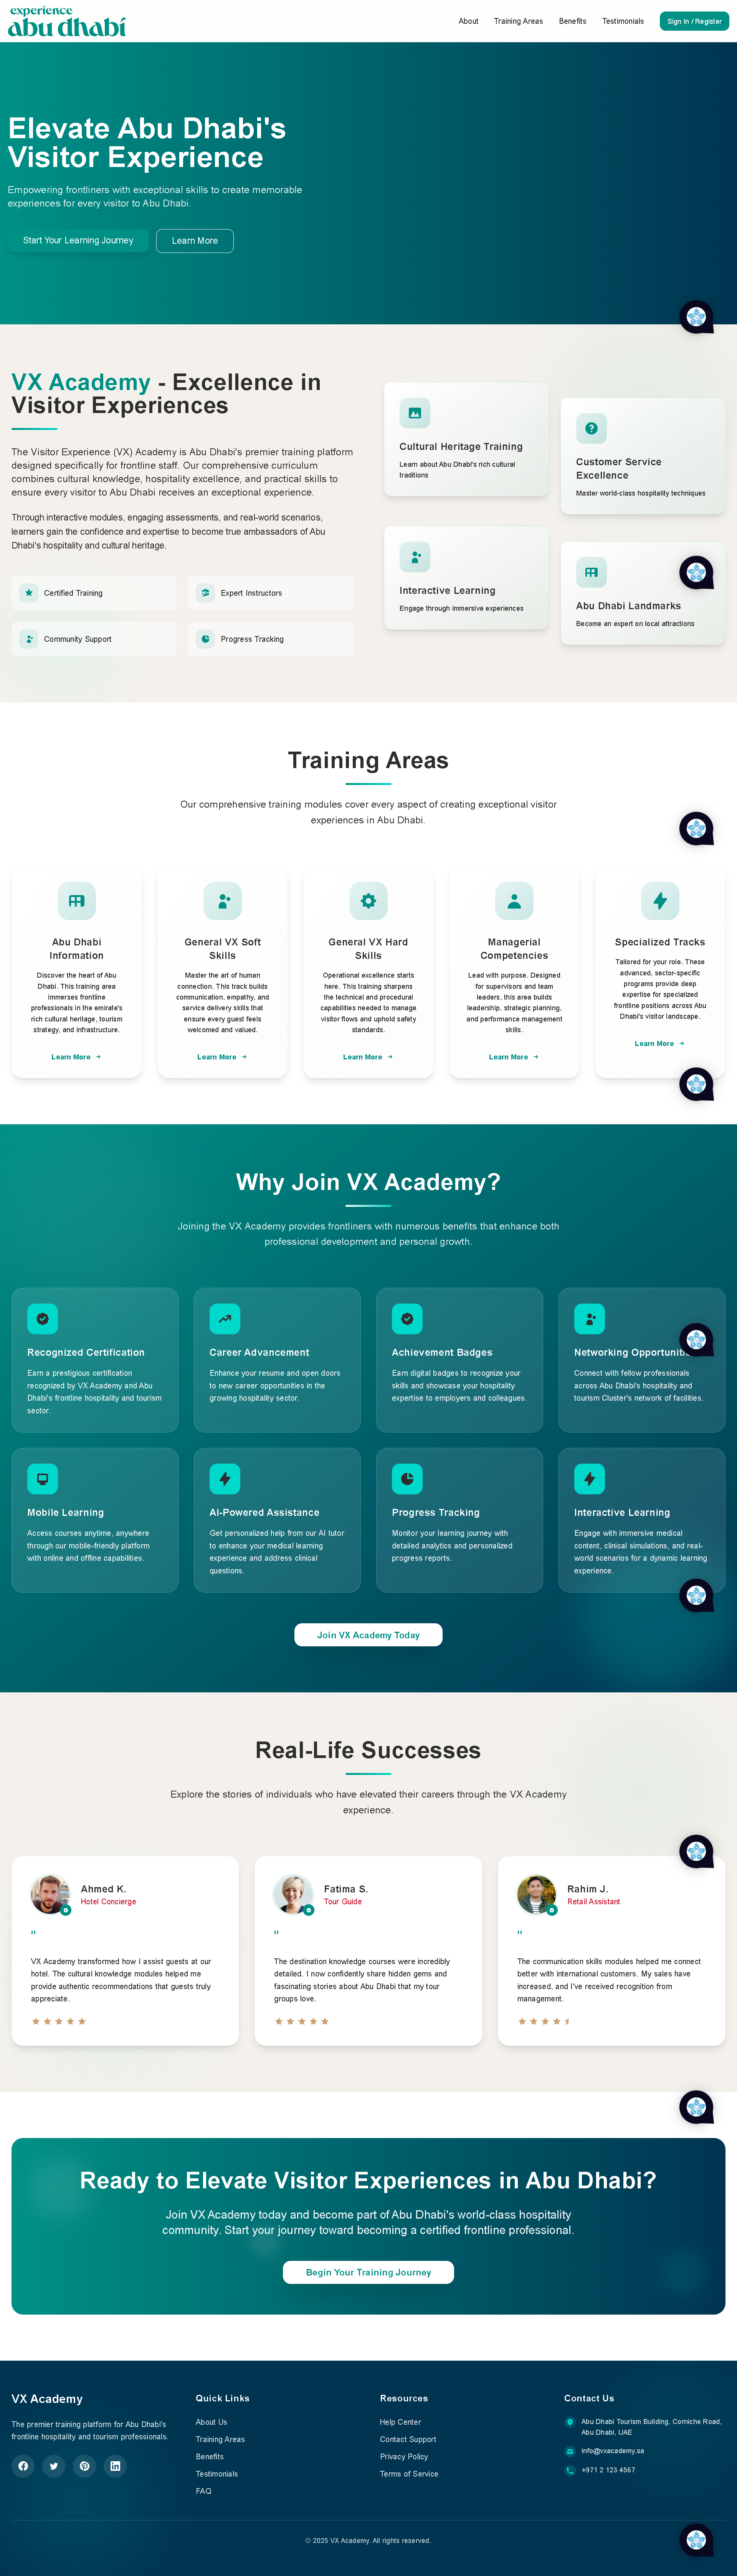 experience
abu dhabi
About
Training Areas
Benefits
Testimonials
Sign In / Register
Elevate Abu Dhabi's
Visitor Experience
Empowering frontliners with exceptional skills to create memorable
experiences for every visitor to Abu Dhabi.
Start Your Learning Journey
Learn More
VX Academy - Excellence in
Visitor Experiences
The Visitor Experience (VX) Academy is Abu Dhabi's premier training platform
designed specifically for frontline staff. Our comprehensive curriculum
combines cultural knowledge, hospitality excellence, and practical skills to
ensure every visitor to Abu Dhabi receives an exceptional experience.
Through interactive modules, engaging assessments, and real-world scenarios,
learners gain the confidence and expertise to become true ambassadors of Abu
Dhabi's hospitality and cultural heritage.
Certified Training
Expert Instructors
Community Support
Progress Tracking
Cultural Heritage Training
Learn about Abu Dhabi's rich cultural
traditions
Customer Service
Excellence
Master world-class hospitality techniques
Interactive Learning
Engage through immersive experiences
Abu Dhabi Landmarks
Become an expert on local attractions
Training Areas
Our comprehensive training modules cover every aspect of creating exceptional visitor
experiences in Abu Dhabi.
Abu Dhabi
Information
Discover the heart of Abu
Dhabi. This training area
immerses frontline
professionals in the emirate's
rich cultural heritage, tourism
strategy, and infrastructure.
Learn More
General VX Soft
Skills
Master the art of human
connection. This track builds
communication, empathy, and
service delivery skills that
ensure every guest feels
welcomed and valued.
Learn More
General VX Hard
Skills
Operational excellence starts
here. This training sharpens
the technical and procedural
capabilities needed to manage
visitor flows and uphold safety
standards.
Learn More
Managerial
Competencies
Lead with purpose. Designed
for supervisors and team
leaders, this area builds
leadership, strategic planning,
and performance management
skills.
Learn More
Specialized Tracks
Tailored for your role. These
advanced, sector-specific
programs provide deep
expertise for specialized
frontline positions across Abu
Dhabi's visitor landscape.
Learn More
Why Join VX Academy?
Joining the VX Academy provides frontliners with numerous benefits that enhance both
professional development and personal growth.
Recognized Certification
Earn a prestigious certification
recognized by VX Academy and Abu
Dhabi's frontline hospitality and tourism
sector.
Career Advancement
Enhance your resume and open doors
to new career opportunities in the
growing hospitality sector.
Achievement Badges
Earn digital badges to recognize your
skills and showcase your hospitality
expertise to employers and colleagues.
Networking
Connect with fellow professionals
across Abu Dhabi's hospitality and
tourism Cluster's network of facilities.
Mobile Learning
Access courses anytime, anywhere
through our mobile-friendly platform
with online and offline capabilities.
AI-Powered Assistance
Get personalized help from our AI tutor
to enhance your medical learning
experience and address clinical
questions.
Progress Tracking
Monitor your learning journey with
detailed analytics and personalized
progress reports.
Interactive Learning
Engage with immersive medical
content, clinical simulations, and real-
world scenarios for a dynamic learning
experience.
Join VX Academy Today
Real-Life Successes
Explore the stories of individuals who have elevated their careers through the VX Academy
experience.
Ahmed K.
Hotel Concierge
"
VX Academy transformed how I assist guests at our
hotel. The cultural knowledge modules helped me
provide authentic recommendations that guests truly
appreciate.
Fatima S.
Tour Guide
"
The destination knowledge courses were incredibly
detailed. I now confidently share hidden gems and
fascinating stories about Abu Dhabi that my tour
groups love.
Rahim J.
Retail Assistant
"
The communication skills modules helped me connect
better with international customers. My sales have
increased, and I've received recognition from
management.
Ready to Elevate Visitor Experiences in Abu Dhabi?
Join VX Academy today and become part of Abu Dhabi's world-class hospitality
community. Start your journey toward becoming a certified frontline professional.
Begin Your Training Journey
VX Academy
The premier training platform for Abu Dhabi's
frontline hospitality and tourism professionals.
Quick Links
About Us
Training Areas
Benefits
Testimonials
FAQ
Resources
Help Center
Contact Support
Privacy Policy
Terms of Service
Contact Us
Abu Dhabi Tourism Building, Corniche Road,
Abu Dhabi, UAE
info@vxacademy.sa
+971 2 123 4567
© 2025 VX Academy. All rights reserved.